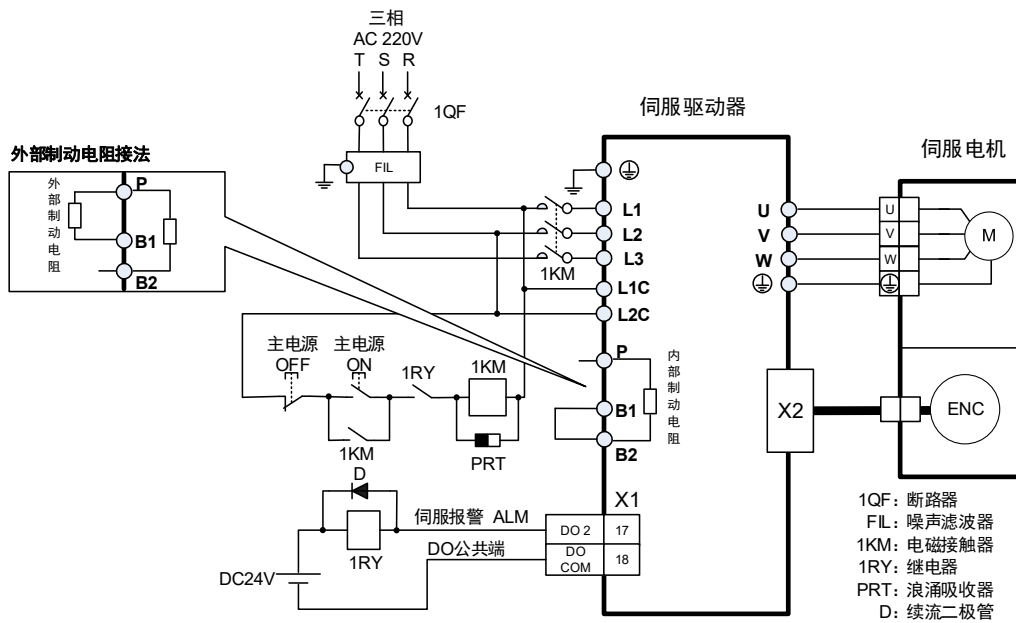 三相
AC 220V
T S R
1QF
伺服驱动器
伺服电机
外部制动电阻接法
外部制动电阻
P
B1
B2
FIL
L1
L2
L3
1KM
L1C
L2C
U
V
W
U
V
W
M
主电源
OFF
主电源
ON
1RY
1KM
1KM
PRT
P
B1
B2
内部制动电阻
X2
ENC
D
1RY
DC24V
伺服报警 ALM
DO公共端
X1
DO 2
17
DO
COM
18
1QF: 断路器
FIL: 噪声滤波器
1KM: 电磁接触器
1RY: 继电器
PRT: 浪涌吸收器
D: 续流二极管